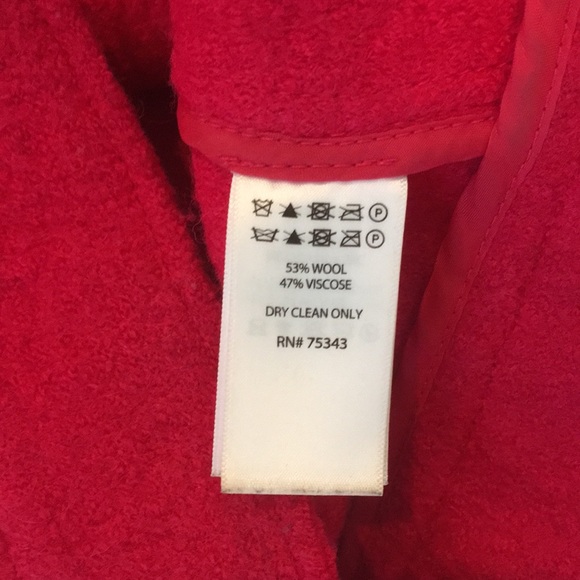 P
P
53% WOOL
47% VISCOSE
DRY CLEAN ONLY
RN# 75343